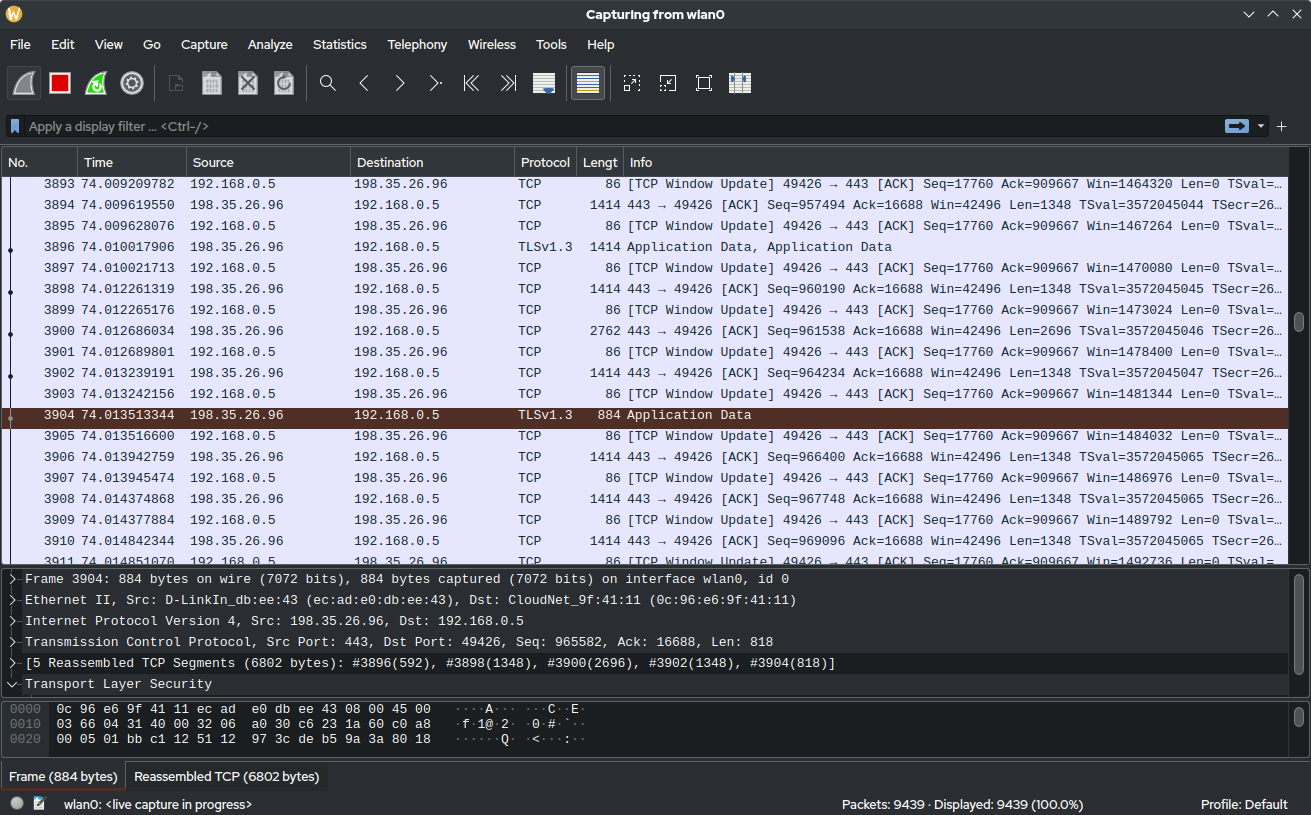 Capturing from wlan0
File Edit View Go Capture Analyze Statistics Telephony Wireless Tools Help
Apply a display filter ... <Ctrl-/>
No. Time Source Destination Protocol Lengt Info
3893 74.009209782 192.168.0.5 198.35.26.96 TCP 86 [TCP Window Update] 49426 → 443 [ACK] Seq=17760 Ack=909667 Win=1464320 Len=0 TSval=…
3894 74.009619550 198.35.26.96 192.168.0.5 TCP 1414 443 → 49426 [ACK] Seq=957494 Ack=16688 Win=42496 Len=1348 TSval=3572045044 TSecr=26…
3895 74.009628076 192.168.0.5 198.35.26.96 TCP 86 [TCP Window Update] 49426 → 443 [ACK] Seq=17760 Ack=909667 Win=1467264 Len=0 TSval=…
3896 74.010017906 198.35.26.96 192.168.0.5 TLSv1.3 1414 Application Data, Application Data
3897 74.010021713 192.168.0.5 198.35.26.96 TCP 86 [TCP Window Update] 49426 → 443 [ACK] Seq=17760 Ack=909667 Win=1470080 Len=0 TSval=…
3898 74.012261319 198.35.26.96 192.168.0.5 TCP 1414 443 → 49426 [ACK] Seq=960190 Ack=16688 Win=42496 Len=1348 TSval=3572045045 TSecr=26…
3899 74.012265176 192.168.0.5 198.35.26.96 TCP 86 [TCP Window Update] 49426 → 443 [ACK] Seq=17760 Ack=909667 Win=1473024 Len=0 TSval=…
3900 74.012686034 198.35.26.96 192.168.0.5 TCP 2762 443 → 49426 [ACK] Seq=961538 Ack=16688 Win=42496 Len=2696 TSval=3572045046 TSecr=26…
3901 74.012689801 192.168.0.5 198.35.26.96 TCP 86 [TCP Window Update] 49426 → 443 [ACK] Seq=17760 Ack=909667 Win=1478400 Len=0 TSval=…
3902 74.013239191 198.35.26.96 192.168.0.5 TCP 1414 443 → 49426 [ACK] Seq=964234 Ack=16688 Win=42496 Len=1348 TSval=3572045047 TSecr=26…
3903 74.013242156 192.168.0.5 198.35.26.96 TCP 86 [TCP Window Update] 49426 → 443 [ACK] Seq=17760 Ack=909667 Win=1481344 Len=0 TSval=…
3904 74.013513344 198.35.26.96 192.168.0.5 TLSv1.3 884 Application Data
3905 74.013516600 192.168.0.5 198.35.26.96 TCP 86 [TCP Window Update] 49426 → 443 [ACK] Seq=17760 Ack=909667 Win=1484032 Len=0 TSval=…
3906 74.013942759 198.35.26.96 192.168.0.5 TCP 1414 443 → 49426 [ACK] Seq=966400 Ack=16688 Win=42496 Len=1348 TSval=3572045065 TSecr=26…
3907 74.013945474 192.168.0.5 198.35.26.96 TCP 86 [TCP Window Update] 49426 → 443 [ACK] Seq=17760 Ack=909667 Win=1486976 Len=0 TSval=…
3908 74.014374868 198.35.26.96 192.168.0.5 TCP 1414 443 → 49426 [ACK] Seq=967748 Ack=16688 Win=42496 Len=1348 TSval=3572045065 TSecr=26…
3909 74.014377884 192.168.0.5 198.35.26.96 TCP 86 [TCP Window Update] 49426 → 443 [ACK] Seq=17760 Ack=909667 Win=1489792 Len=0 TSval=…
3910 74.014842344 198.35.26.96 192.168.0.5 TCP 1414 443 → 49426 [ACK] Seq=969096 Ack=16688 Win=42496 Len=1348 TSval=3572045065 TSecr=26…
3911 74.014851070 192.168.0.5 198.35.26.96 TCP 86 [TCP Window Update] 49426 → 443 [ACK] Seq=17760 Ack=909667 Win=1492736 Len=0 TSval=…
Frame 3904: 884 bytes on wire (7072 bits), 884 bytes captured (7072 bits) on interface wlan0, id 0
Ethernet II, Src: D-LinkIn_db:ee:43 (ec:ad:e0:db:ee:43), Dst: CloudNet_9f:41:11 (0c:96:e6:9f:41:11)
Internet Protocol Version 4, Src: 198.35.26.96, Dst: 192.168.0.5
Transmission Control Protocol, Src Port: 443, Dst Port: 49426, Seq: 965582, Ack: 16688, Len: 818
[5 Reassembled TCP Segments (6802 bytes): #3896(592), #3898(1348), #3900(2696), #3902(1348), #3904(818)]
Transport Layer Security
0000 0c 96 e6 9f 41 11 ec ad e0 db ee 43 08 00 45 00 ····A··· ···C··E·
0010 03 66 04 31 40 00 32 06 a0 30 c6 23 1a 60 c0 a8 ·f·1@·2· ·0·#·`··
0020 00 05 01 bb c1 12 51 12 97 3c de b5 9a 3a 80 18 ······Q· ·<···:··
Frame (884 bytes) Reassembled TCP (6802 bytes)
wlan0: <live capture in progress> Packets: 9439 · Displayed: 9439 (100.0%) Profile: Default